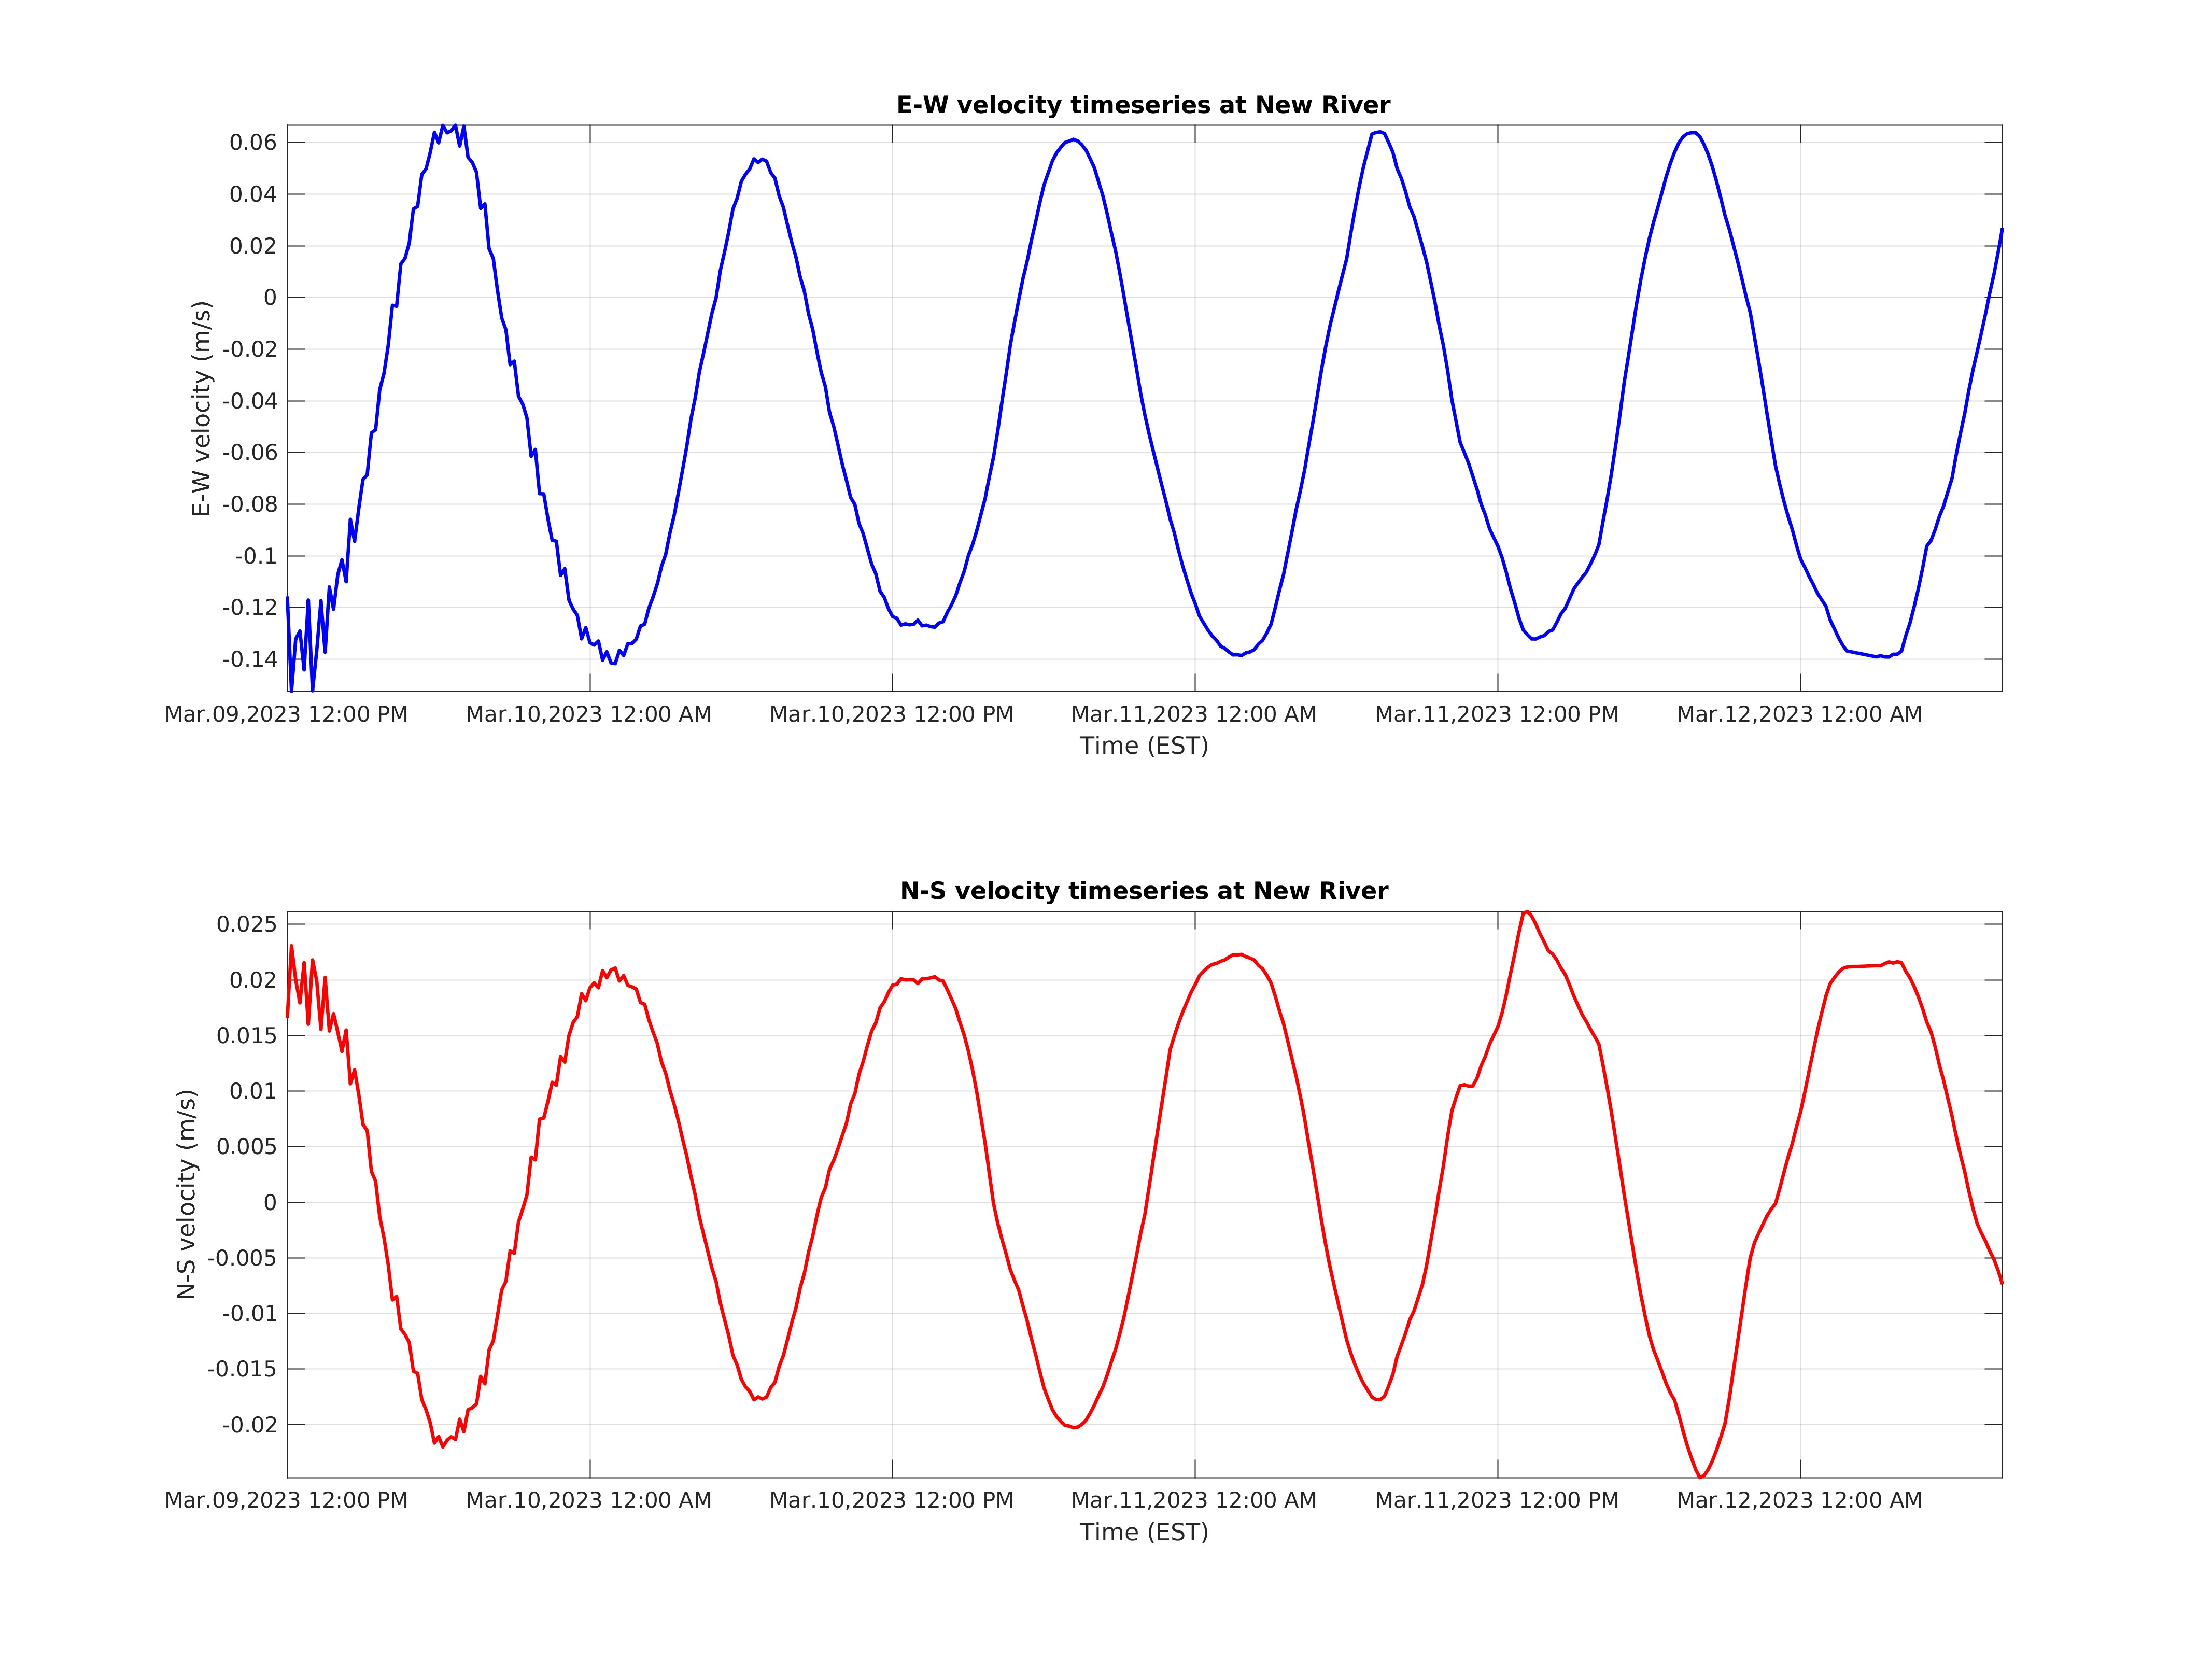 E-W velocity timeseries at New River
E-W velocity (m/s)
0.06
0.04
0.02
0
-0.02
-0.04
-0.06
-0.08
-0.1
-0.12
-0.14
Mar.09,2023 12:00 PM Mar.10,2023 12:00 AM Mar.10,2023 12:00 PM Mar.11,2023 12:00 AM Mar.11,2023 12:00 PM Mar.12,2023 12:00 AM
Time (EST)
N-S velocity timeseries at New River
N-S velocity (m/s)
0.025
0.02
0.015
0.01
0.005
0
-0.005
-0.01
-0.015
-0.02
Mar.09,2023 12:00 PM Mar.10,2023 12:00 AM Mar.10,2023 12:00 PM Mar.11,2023 12:00 AM Mar.11,2023 12:00 PM Mar.12,2023 12:00 AM
Time (EST)